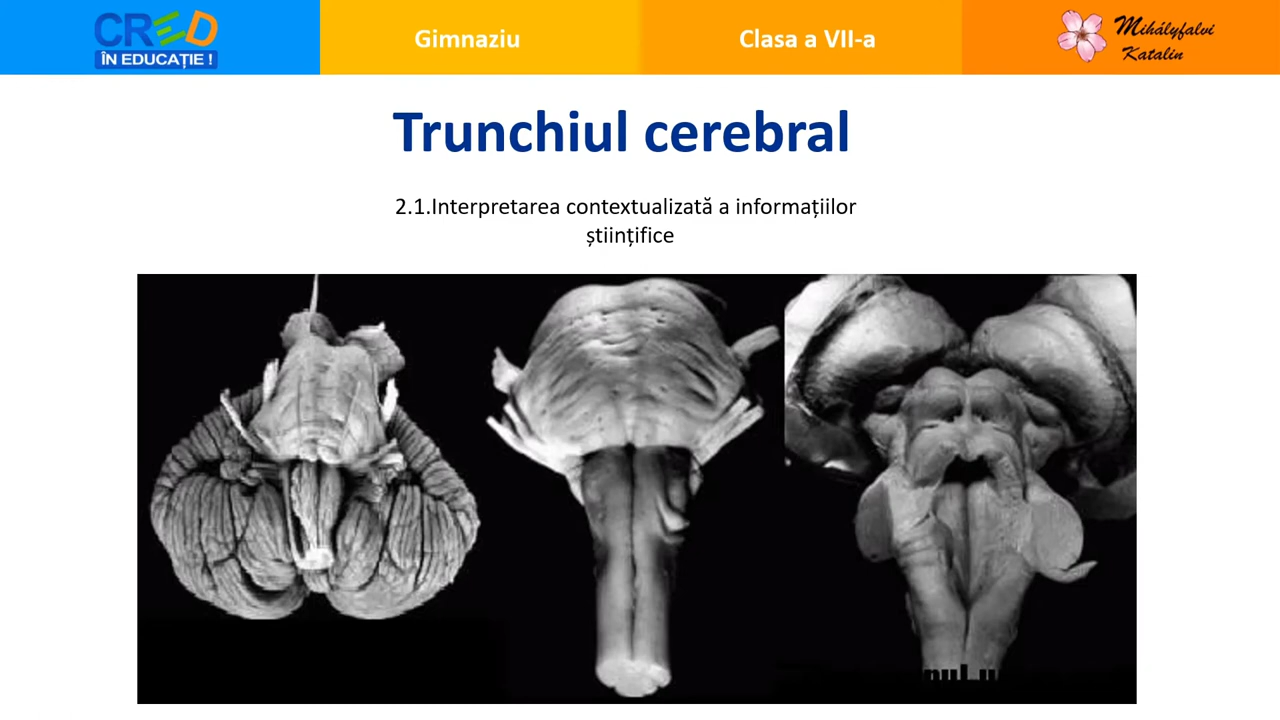 CRED
ÎN EDUCAȚIE !
Gimnaziu
Clasa a VII-a
Mihályfalvi
Katalin
Trunchiul cerebral
2.1.Interpretarea contextualizată a informațiilor
științifice